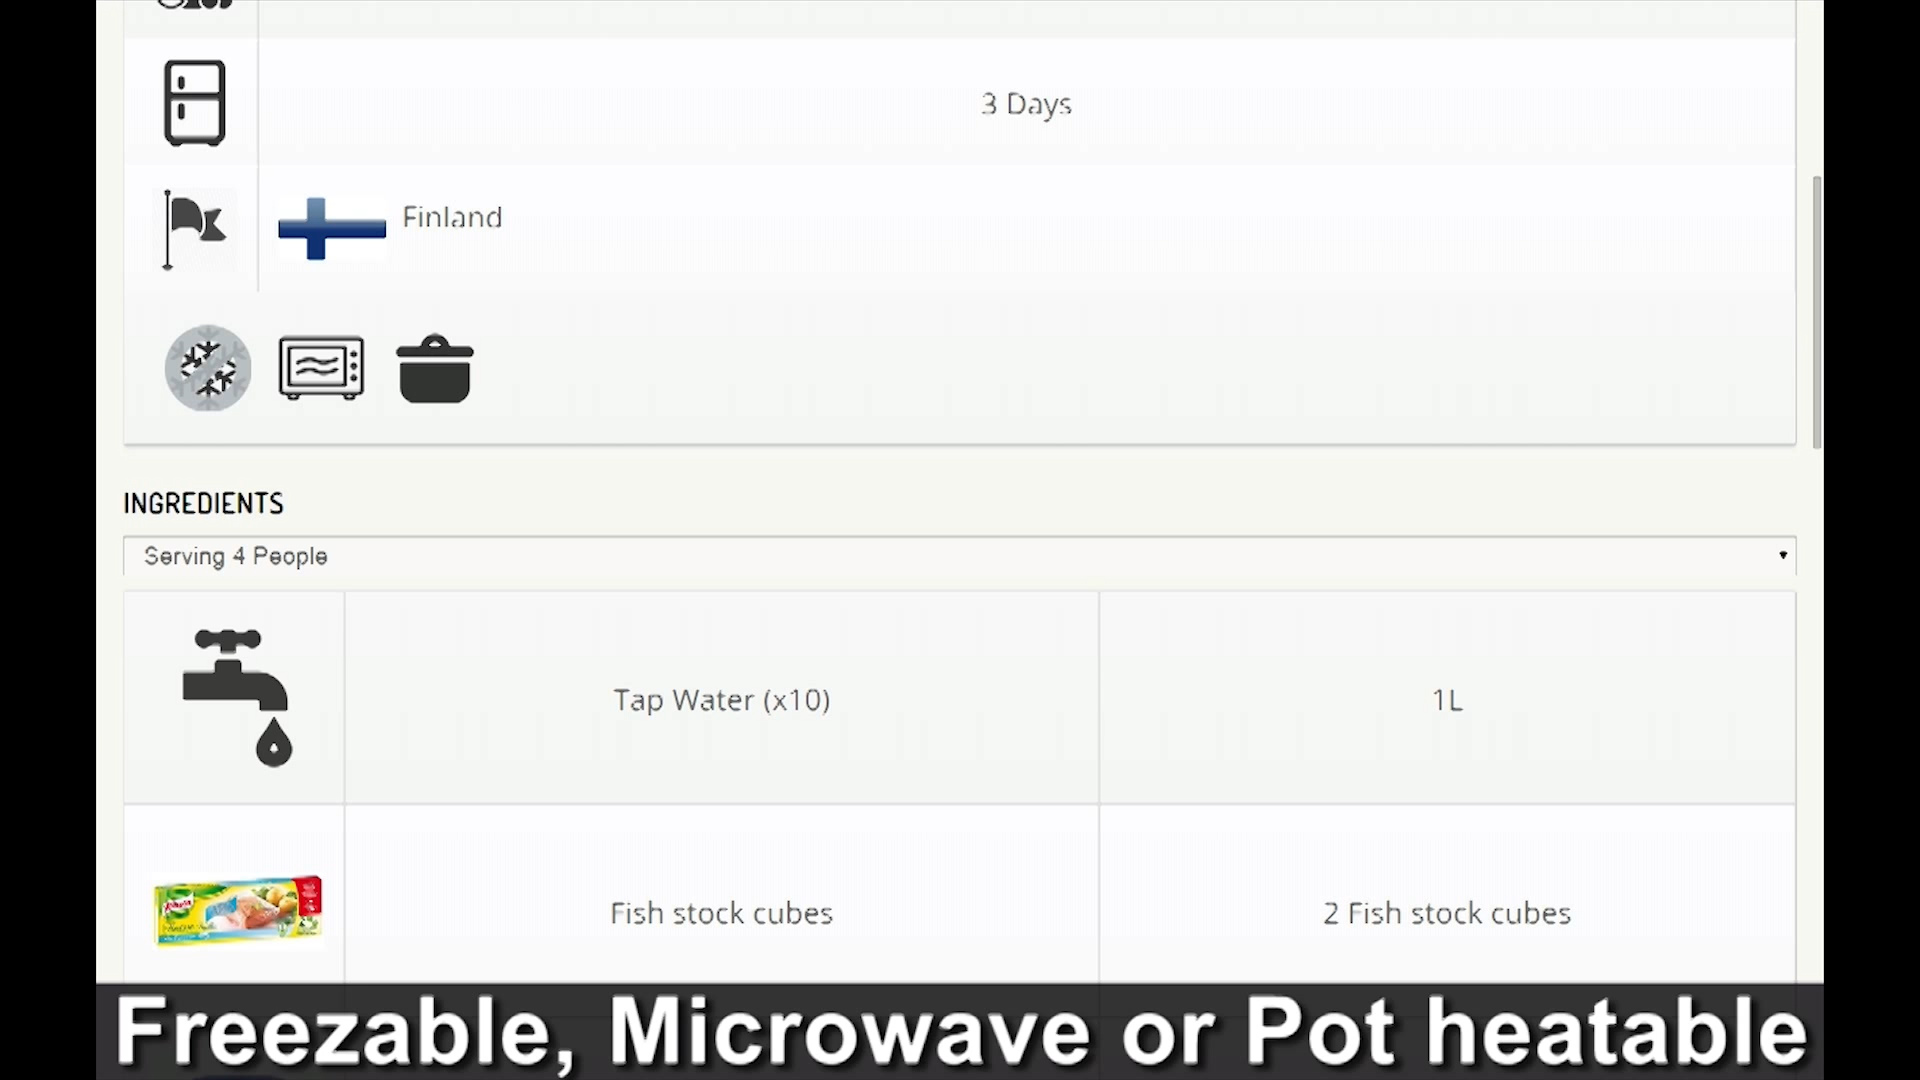 3 Days
Finland
INGREDIENTS
Serving 4 People
Tap Water (x10)
1L
Knorr
Fish stock cubes
2 Fish stock cubes
Freezable, Microwave or Pot heatable